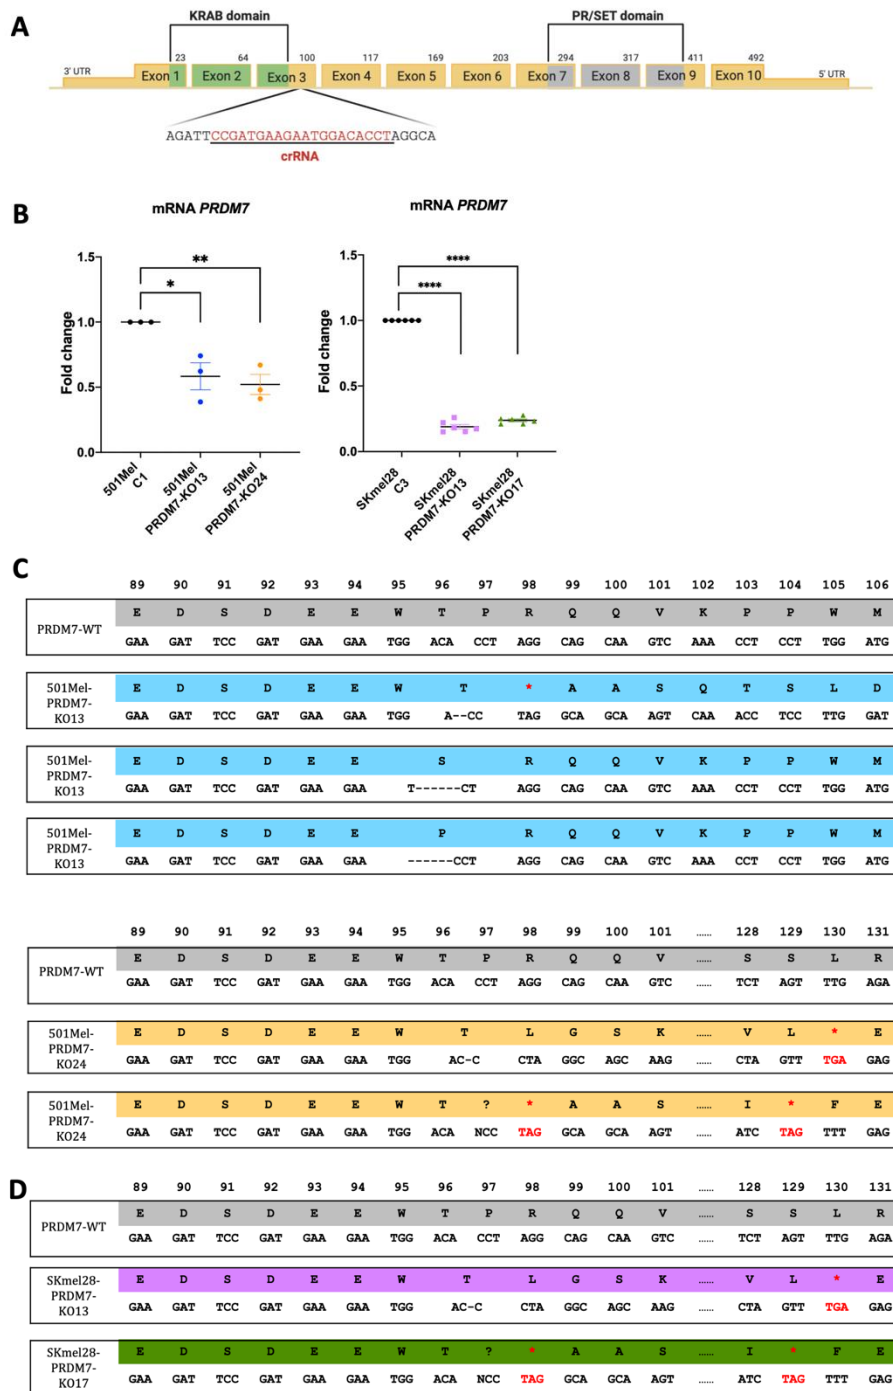 A
KRAB domain
PR/SET domain
23 64 100 117 169 203 294 317 411 492
3' UTR Exon 1 Exon 2 Exon 3 Exon 4 Exon 5 Exon 6 Exon 7 Exon 8 Exon 9 Exon 10 5' UTR
AGATTCCGATGAAGAATGGACACCTAGGCA
crRNA
B
mRNA PRDM7
Fold change
1.5
1.0
0.5
0.0
**
*
501Mel C1
501Mel PRDM7-KO13
501Mel PRDM7-KO24
mRNA PRDM7
Fold change
1.5
1.0
0.5
0.0
****
****
SKmel28 C3
SKmel28 PRDM7-KO13
SKmel28 PRDM7-KO17
C
89 90 91 92 93 94 95 96 97 98 99 100 101 102 103 104 105 106
PRDM7-WT
E D S D E E W T P R Q Q V K P P W M
GAA GAT TCC GAT GAA GAA TGG ACA CCT AGG CAG CAA GTC AAA CCT CCT TGG ATG
501Mel-PRDM7-KO13
E D S D E E W T * A A S Q T S L D
GAA GAT TCC GAT GAA GAA TGG A--CC TAG GCA GCA AGT CAA ACC TCC TTG GAT
501Mel-PRDM7-KO13
E D S D E E S R Q Q V K P P W M
GAA GAT TCC GAT GAA GAA T------CT AGG CAG CAA GTC AAA CCT CCT TGG ATG
501Mel-PRDM7-KO13
E D S D E E P R Q Q V K P P W M
GAA GAT TCC GAT GAA GAA ------CCT AGG CAG CAA GTC AAA CCT CCT TGG ATG
89 90 91 92 93 94 95 96 97 98 99 100 101 ...... 128 129 130 131
PRDM7-WT
E D S D E E W T P R Q Q V ...... S S L R
GAA GAT TCC GAT GAA GAA TGG ACA CCT AGG CAG CAA GTC ...... TCT AGT TTG AGA
501Mel-PRDM7-KO24
E D S D E E W T L G S K ...... V L * E
GAA GAT TCC GAT GAA GAA TGG AC-C CTA GGC AGC AAG ...... CTA GTT TGA GAG
501Mel-PRDM7-KO24
E D S D E E W T ? * A A S ...... I * F E
GAA GAT TCC GAT GAA GAA TGG ACA NCC TAG GCA GCA AGT ...... ATC TAG TTT GAG
D
89 90 91 92 93 94 95 96 97 98 99 100 101 ...... 128 129 130 131
PRDM7-WT
E D S D E E W T P R Q Q V ...... S S L R
GAA GAT TCC GAT GAA GAA TGG ACA CCT AGG CAG CAA GTC ...... TCT AGT TTG AGA
SKmel28-PRDM7-KO13
E D S D E E W T L G S K ...... V L * E
GAA GAT TCC GAT GAA GAA TGG AC-C CTA GGC AGC AAG ...... CTA GTT TGA GAG
SKmel28-PRDM7-KO17
E D S D E E W T ? * A A S ...... I * F E
GAA GAT TCC GAT GAA GAA TGG ACA NCC TAG GCA GCA AGT ...... ATC TAG TTT GAG